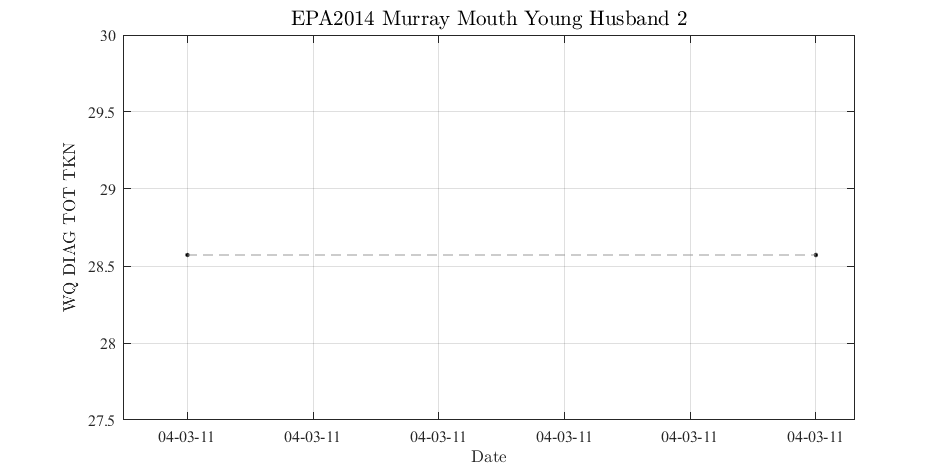 EPA2014 Murray Mouth Young Husband 2
30
29.5
29
28.5
28
27.5
WQ DIAG TOT TKN
04-03-11 04-03-11 04-03-11 04-03-11 04-03-11 04-03-11
Date